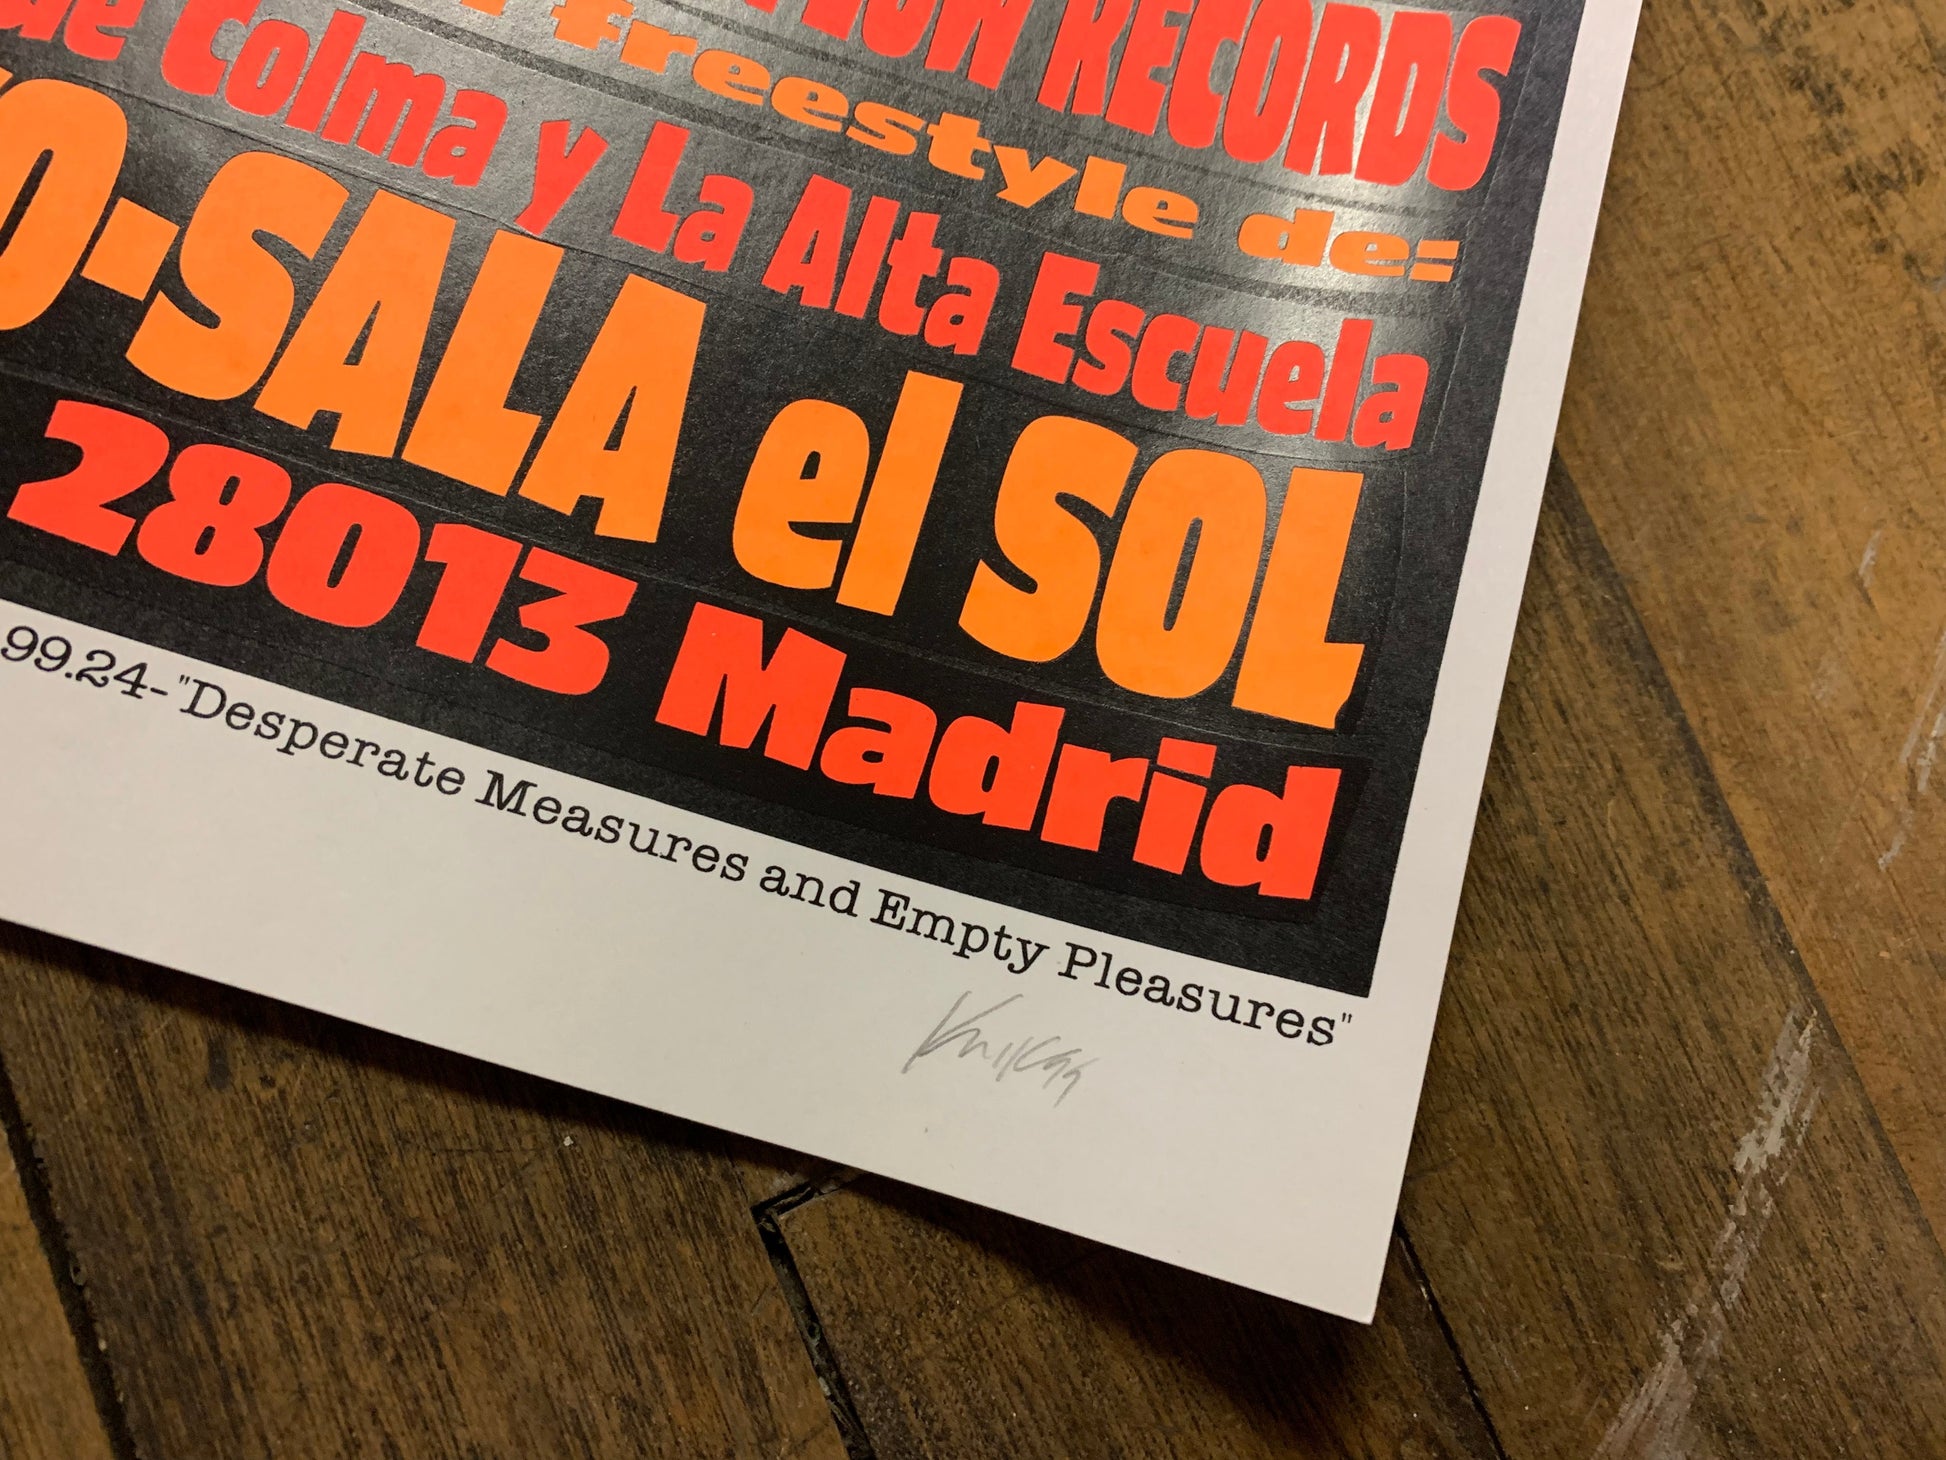 RECORDS
freestyle de:
de Colma y La Alta Escuela
O-SALA el SOL
28013 Madrid
99.24-"Desperate Measures and Empty Pleasures"